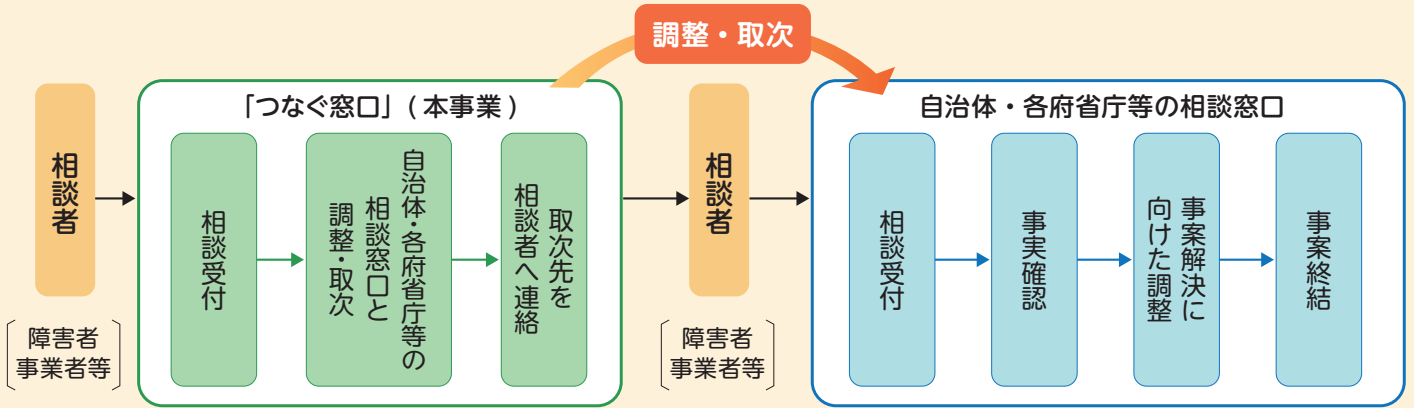 調整・取次
相談者
障害者
事業者等
「つなぐ窓口」(本事業)
相談受付
自治体・各府省庁等の
相談窓口と
調整・取次
取次先を
相談者へ連絡
相談者
障害者
事業者等
自治体・各府省庁等の相談窓口
相談受付
事実確認
事案解決に
向けた調整
事案終結